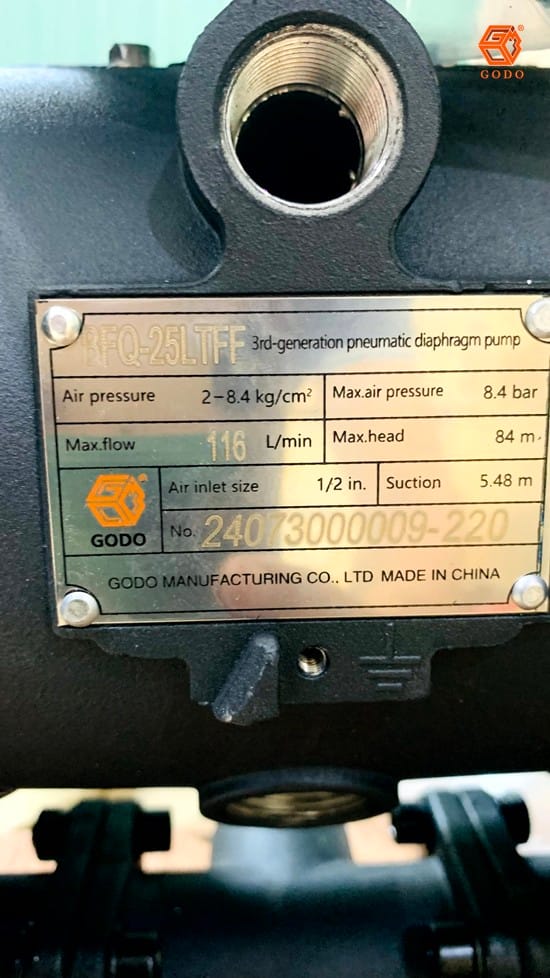 GODO
BFQ-25LTFF 3rd-generation pneumatic diaphragm pump
Air pressure 2-8.4 kg/cm² Max.air pressure 8.4 bar
Max.flow 116 L/min Max.head 84 m
Air inlet size 1/2 in. Suction 5.48 m
GODO No. 24073000009-220
GODO MANUFACTURING CO., LTD MADE IN CHINA